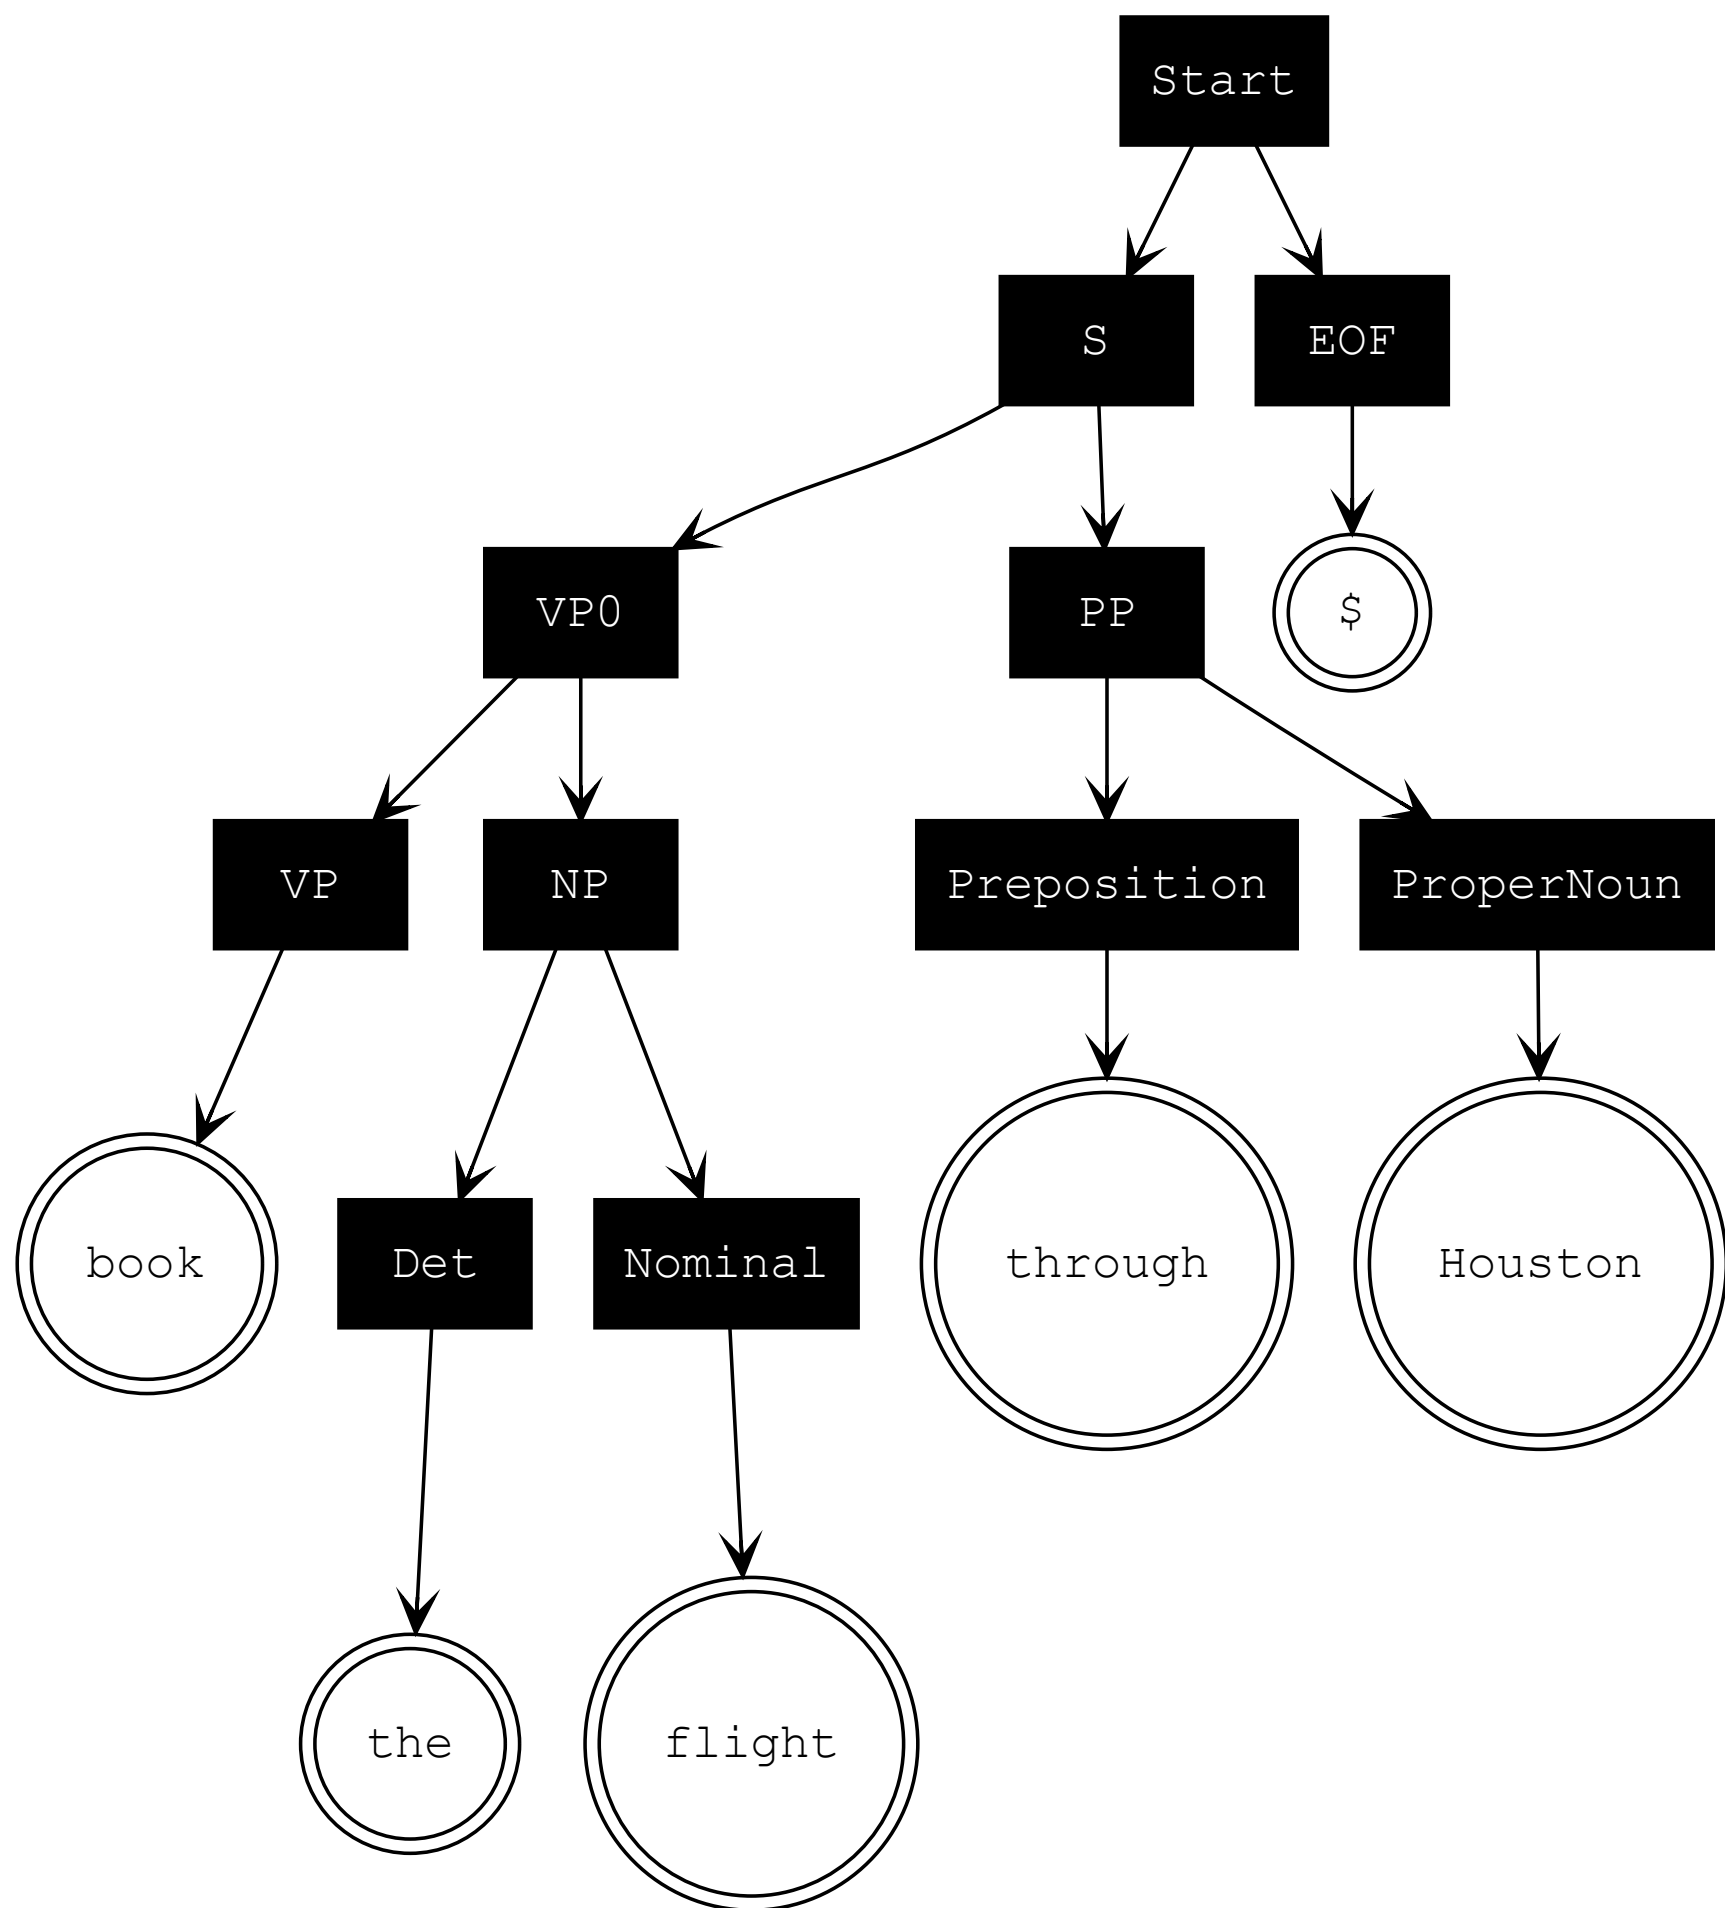 Start
S EOF
VP0 PP $
VP NP Preposition ProperNoun
book Det Nominal through Houston
the flight